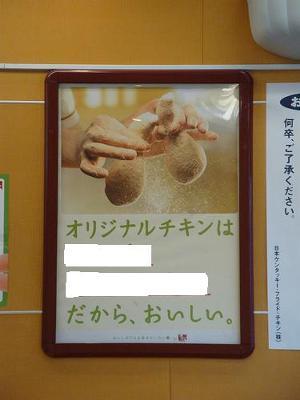 オリジナルチキンは
だから、おいしい。
お
何卒、ご了承ください。
日本ケンタッキー・フライド・チキン(株)